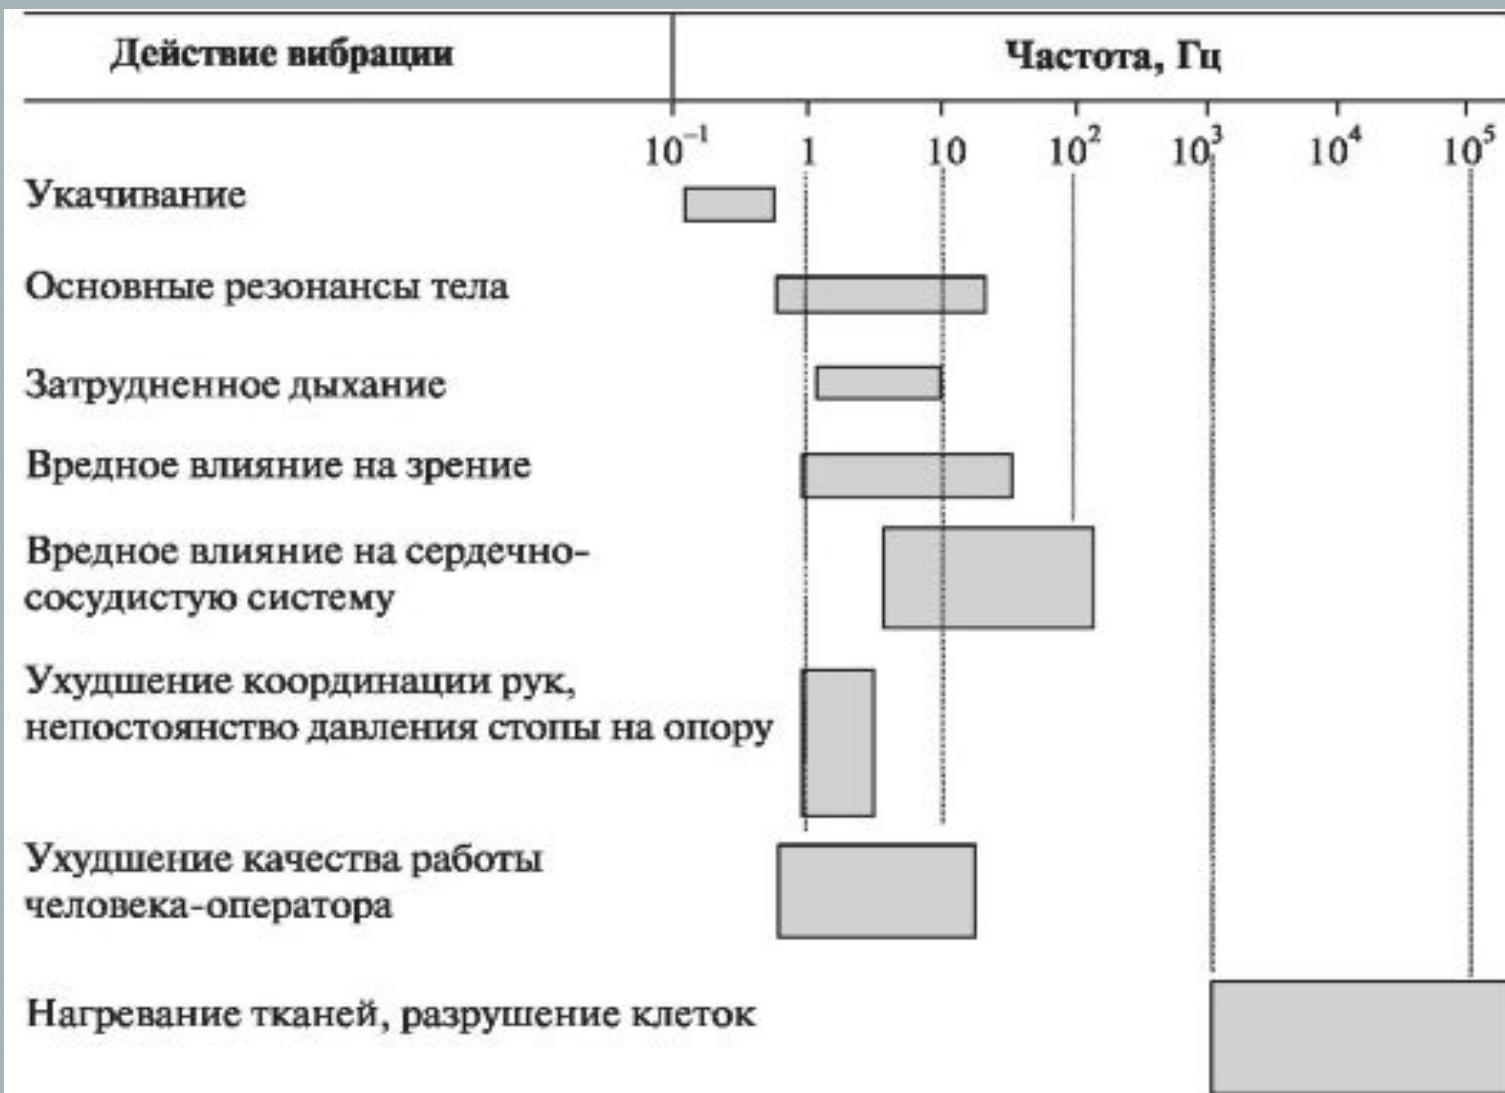 Действие вибрации
Частота, Гц
10⁻¹ 1 10 10² 10³ 10⁴ 10⁵
Укачивание
Основные резонансы тела
Затрудненное дыхание
Вредное влияние на зрение
Вредное влияние на сердечно-
сосудистую систему
Ухудшение координации рук,
непостоянство давления стопы на опору
Ухудшение качества работы
человека-оператора
Нагревание тканей, разрушение клеток